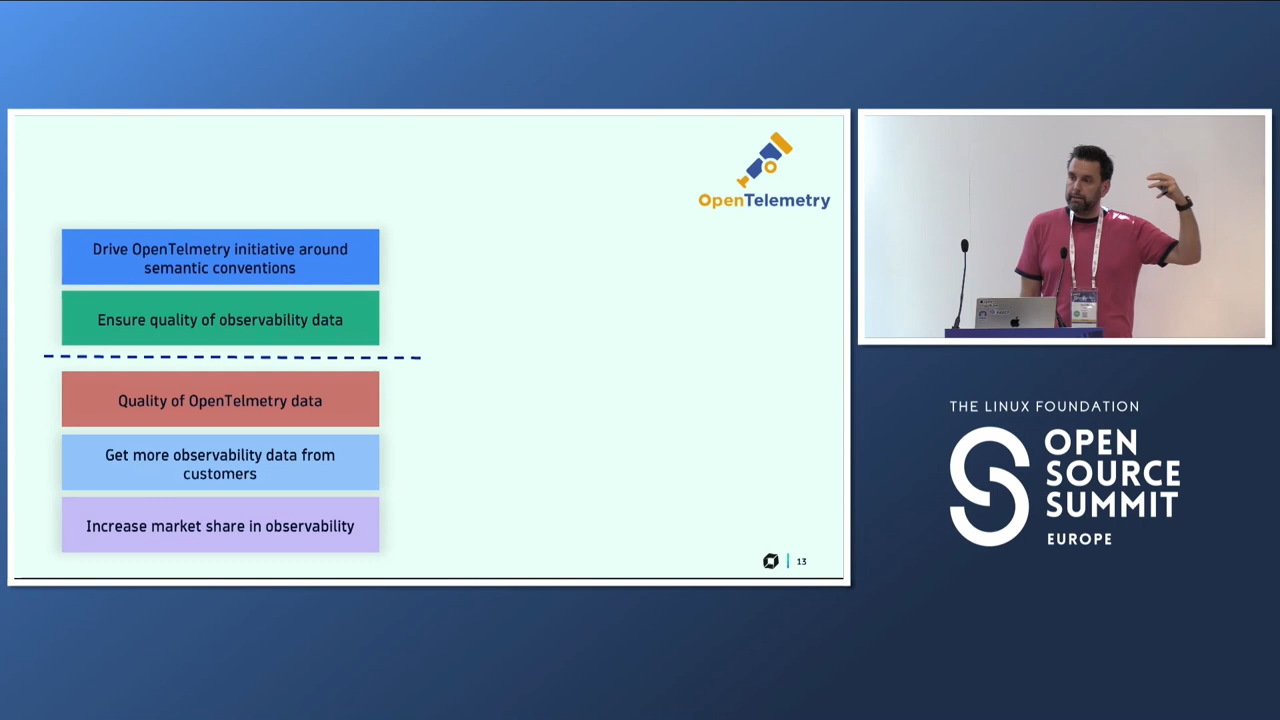 OpenTelemetry
Drive OpenTelmetry initiative around
semantic conventions
Ensure quality of observability data
Quality of OpenTelmetry data
Get more observability data from
customers
Increase market share in observability
13
THE LINUX FOUNDATION
OPEN
SOURCE
SUMMIT
EUROPE